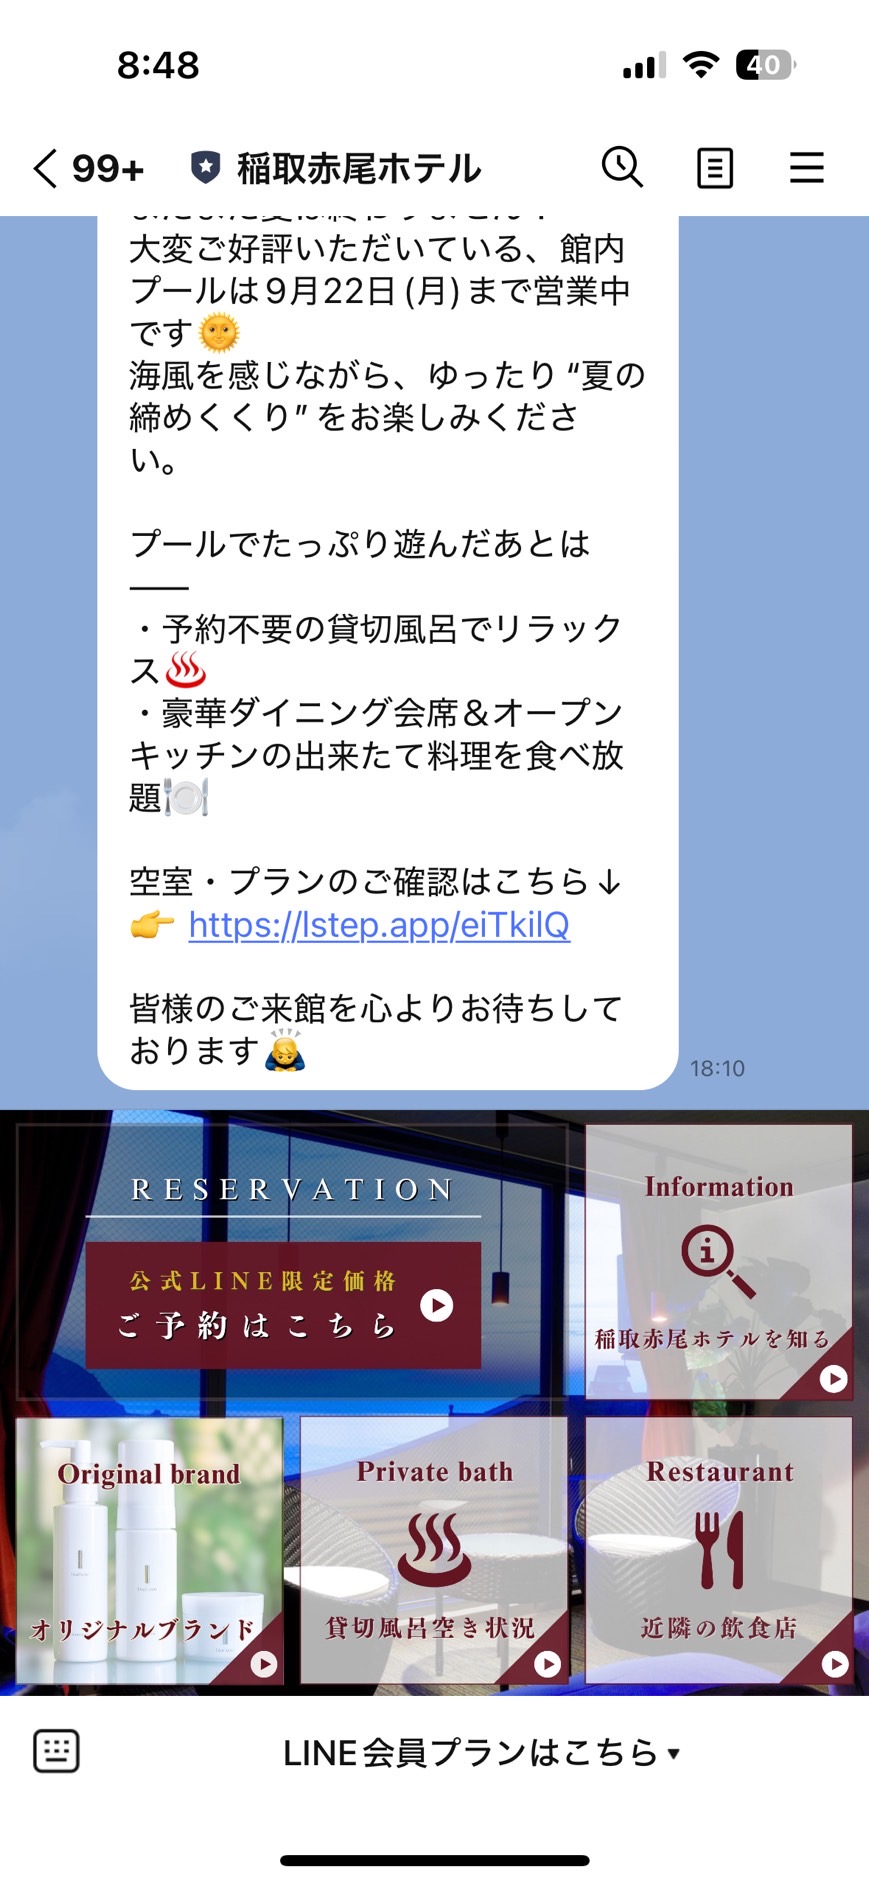 8:48
40
99+
稲取赤尾ホテル
大変ご好評いただいている、館内
プールは9月22日(月)まで営業中
です🌞
海風を感じながら、ゆったり“夏の
締めくくり”をお楽しみくださ
い。
プールでたっぷり遊んだあとは
――
・予約不要の貸切風呂でリラック
ス♨️
・豪華ダイニング会席＆オープン
キッチンの出来たて料理を食べ放
題🍽️
空室・プランのご確認はこちら↓
👉 https://lstep.app/eiTkilQ
皆様のご来館を心よりお待ちして
おります🙇
18:10
RESERVATION
公式LINE限定価格
ご予約はこちら
Information
稲取赤尾ホテルを知る
Original brand
オリジナルブランド
Private bath
貸切風呂空き状況
Restaurant
近隣の飲食店
LINE会員プランはこちら▼